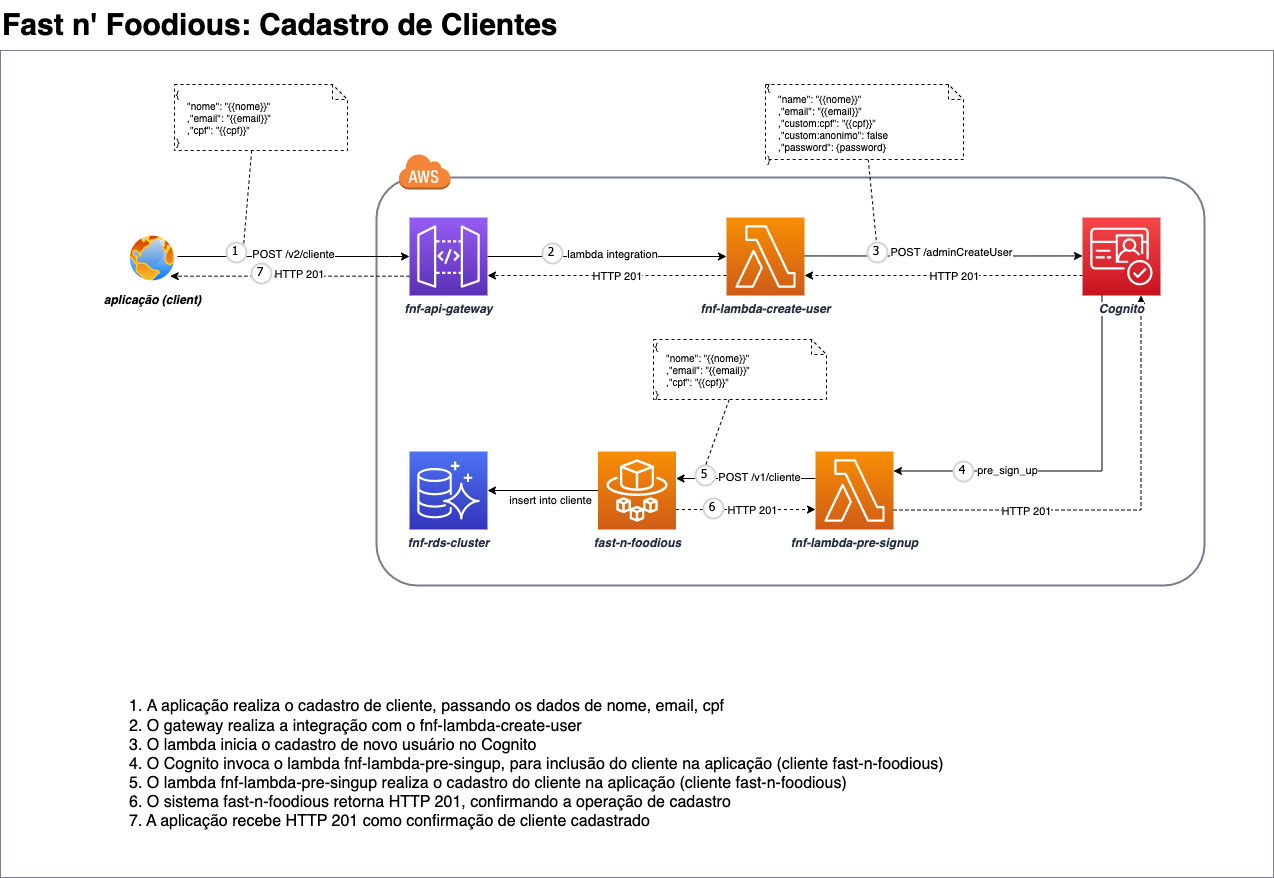 Fast n' Foodious: Cadastro de Clientes
{
"nome": "{{nome}}"
,"email": "{{email}}"
,"cpf": "{{cpf}}"
}
{
"name": "{{nome}}"
"email": "{{email}}"
,"custom:cpf": "{{cpf}}"
,"custom:anonimo": false
,"password": {password}
}
AWS
1
POST /v2/cliente
7
HTTP 201
2
lambda integration
HTTP 201
3
POST /adminCreateUser
HTTP 201
aplicação (client)
fnf-api-gateway
fnf-lambda-create-user
Cognito
{
"nome": "{{nome}}"
,"email": "{{email}}"
,"cpf": "{{cpf}}"
}
4
pre_sign_up
5
POST /v1/cliente
insert into cliente
6
HTTP 201
HTTP 201
fnf-rds-cluster
fast-n-foodious
fnf-lambda-pre-signup
1. A aplicação realiza o cadastro de cliente, passando os dados de nome, email, cpf
2. O gateway realiza a integração com o fnf-lambda-create-user
3. O lambda inicia o cadastro de novo usuário no Cognito
4. O Cognito invoca o lambda fnf-lambda-pre-singup, para inclusão do cliente na aplicação (cliente fast-n-foodious)
5. O lambda fnf-lambda-pre-singup realiza o cadastro do cliente na aplicação (cliente fast-n-foodious)
6. O sistema fast-n-foodious retorna HTTP 201, confirmando a operação de cadastro
7. A aplicação recebe HTTP 201 como confirmação de cliente cadastrado